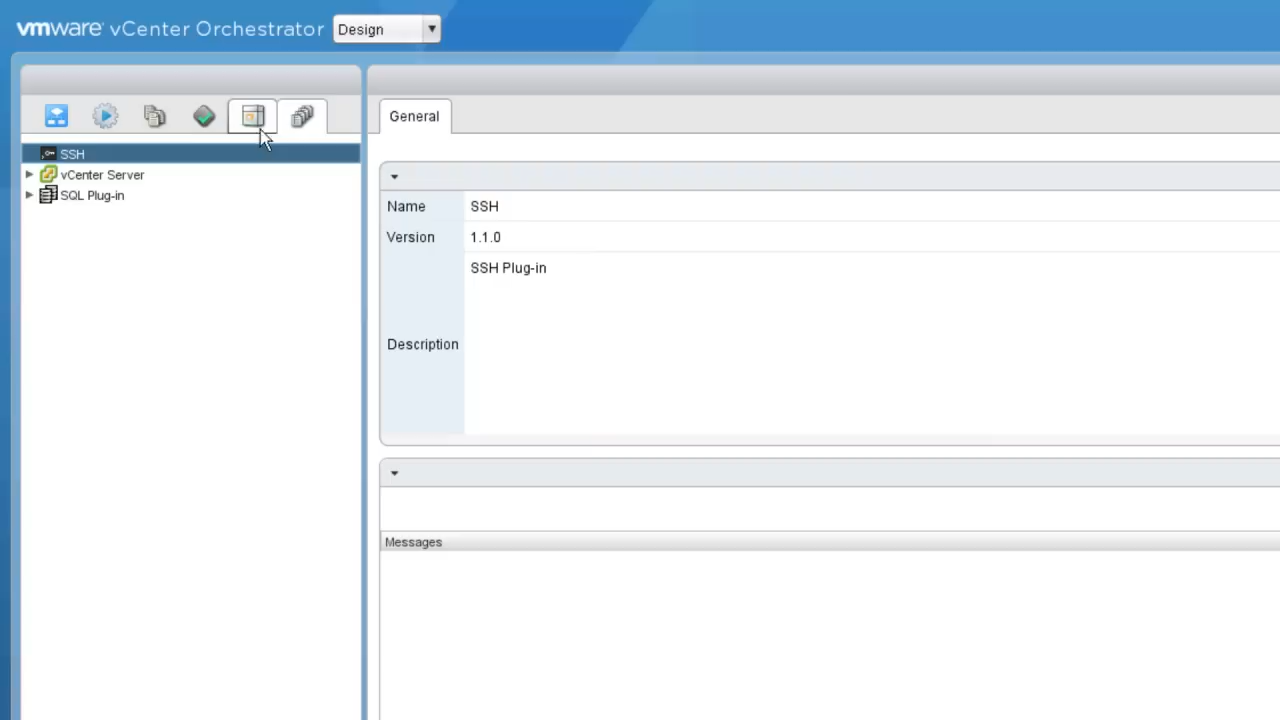 vmware vCenter Orchestrator Design
General
SSH
vCenter Server
SQL Plug-in
Name SSH
Version 1.1.0
SSH Plug-in
Description
Messages